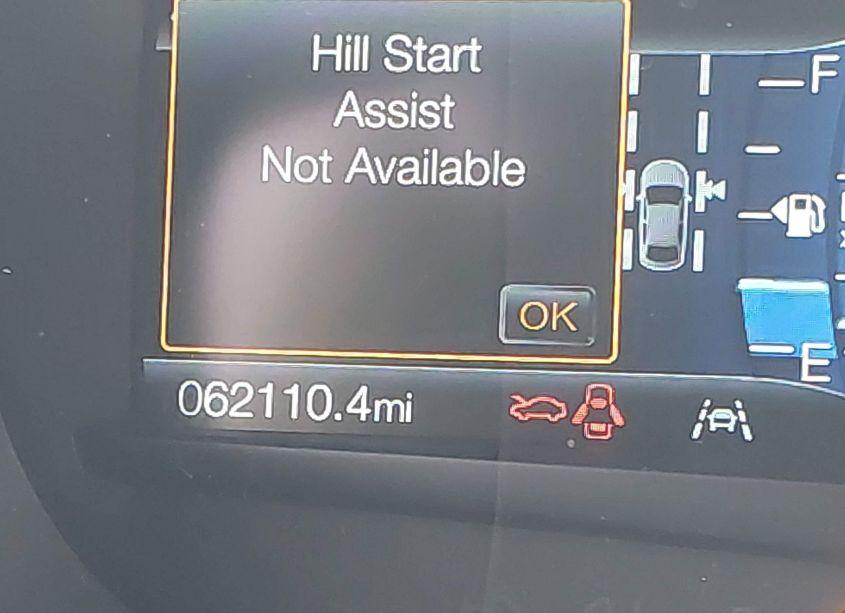 Hill Start
Assist
Not Available
OK
F
E
062110.4mi